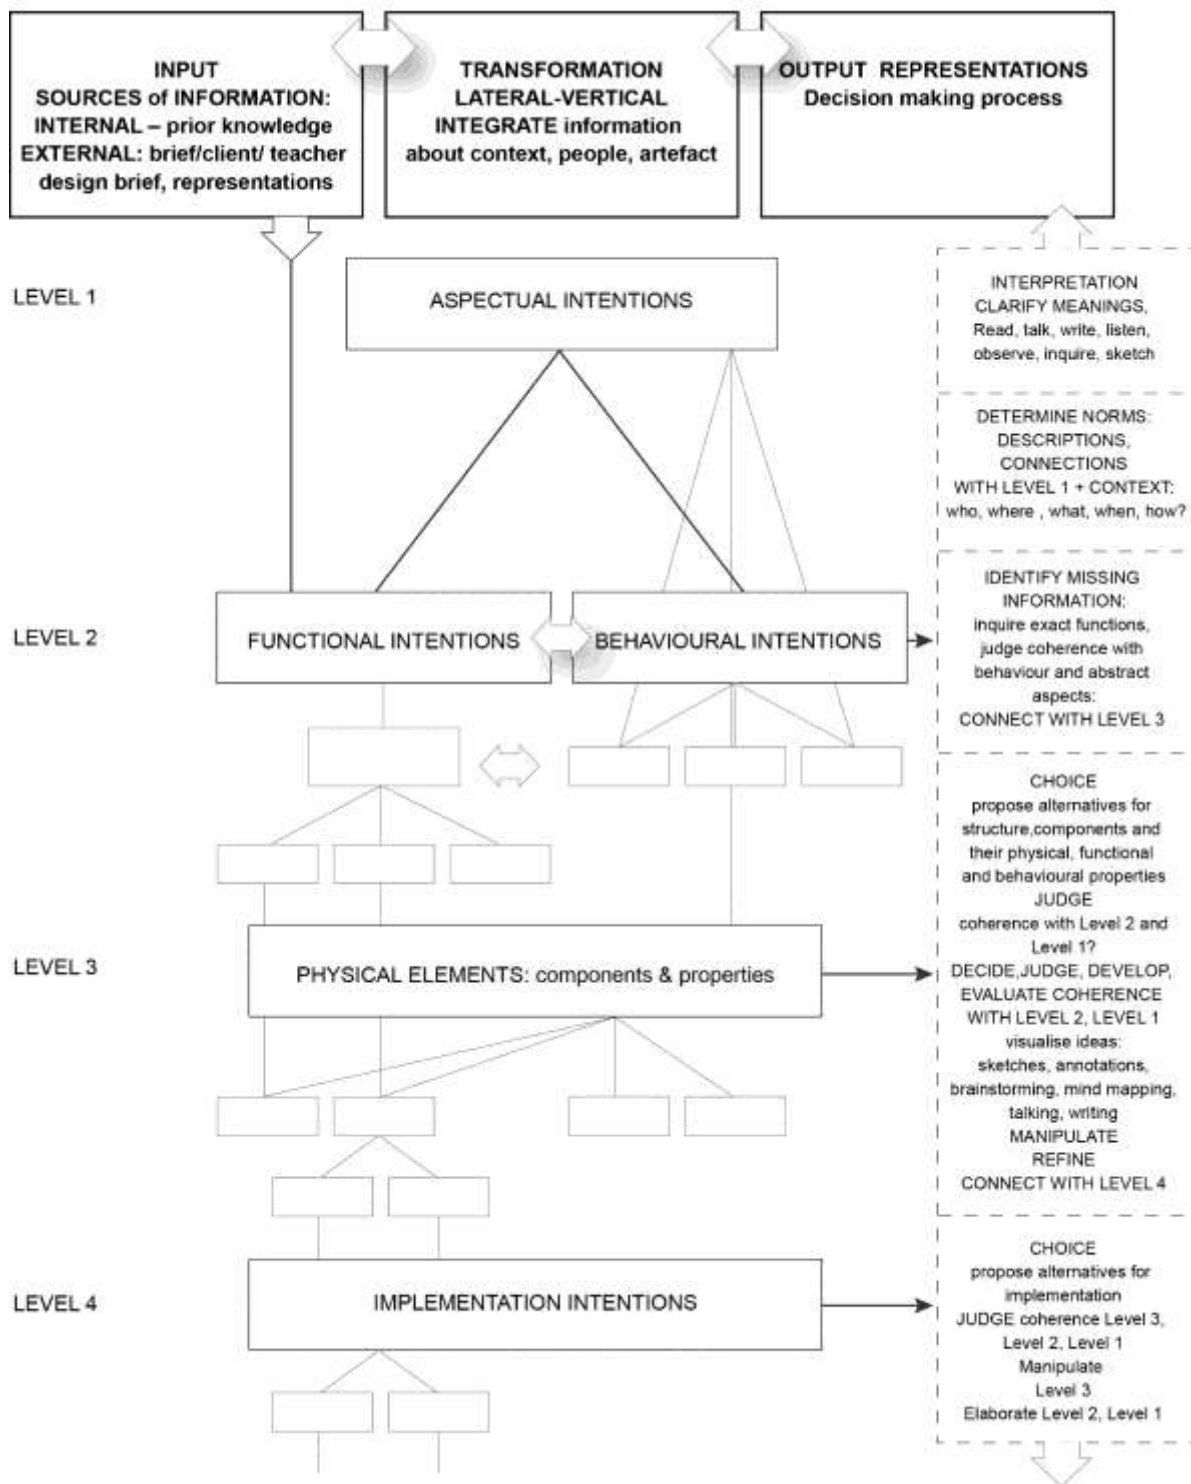 INPUT
SOURCES of INFORMATION:
INTERNAL – prior knowledge
EXTERNAL: brief/client/ teacher
design brief, representations
TRANSFORMATION
LATERAL-VERTICAL
INTEGRATE information
about context, people, artefact
OUTPUT REPRESENTATIONS
Decision making process
LEVEL 1
ASPECTUAL INTENTIONS
INTERPRETATION
CLARIFY MEANINGS,
Read, talk, write, listen,
observe, inquire, sketch
DETERMINE NORMS:
DESCRIPTIONS,
CONNECTIONS
WITH LEVEL 1 + CONTEXT:
who, where , what, when, how?
LEVEL 2
FUNCTIONAL INTENTIONS
BEHAVIOURAL INTENTIONS
IDENTIFY MISSING
INFORMATION:
inquire exact functions,
judge coherence with
behaviour and abstract
aspects:
CONNECT WITH LEVEL 3
LEVEL 3
PHYSICAL ELEMENTS: components & properties
CHOICE
propose alternatives for
structure,components and
their physical, functional
and behavioural properties
JUDGE
coherence with Level 2 and
Level 1?
DECIDE,JUDGE, DEVELOP,
EVALUATE COHERENCE
WITH LEVEL 2, LEVEL 1
visualise ideas:
sketches, annotations,
brainstorming, mind mapping,
talking, writing
MANIPULATE
REFINE
CONNECT WITH LEVEL 4
LEVEL 4
IMPLEMENTATION INTENTIONS
CHOICE
propose alternatives for
implementation
JUDGE coherence Level 3,
Level 2, Level 1
Manipulate
Level 3
Elaborate Level 2, Level 1